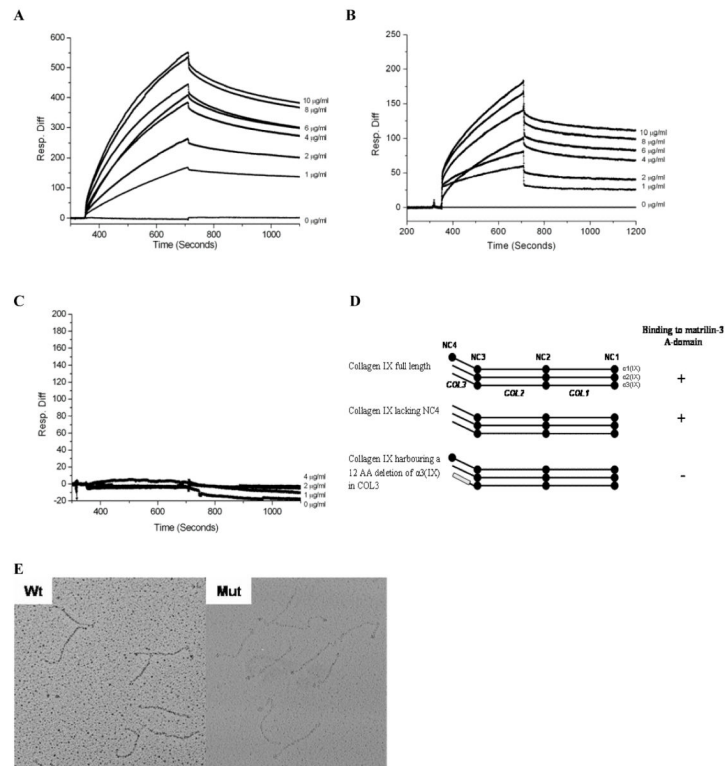 A
Resp. Diff
600
500
400
300
200
100
0
400
600
800
1000
Time (Seconds)
10 µg/ml
8 µg/ml
6 µg/ml
4 µg/ml
2 µg/ml
1 µg/ml
0 µg/ml
B
Resp. Diff
250
200
150
100
50
0
200
400
600
800
1000
1200
Time (Seconds)
10 µg/ml
8 µg/ml
6 µg/ml
4 µg/ml
2 µg/ml
1 µg/ml
0 µg/ml
C
Resp. Diff
200
180
160
140
120
100
80
60
40
20
0
-20
400
600
800
1000
Time (Seconds)
4 µg/ml
2 µg/ml
1 µg/ml
0 µg/ml
D
Binding to matrilin-3
A-domain
NC4
NC3
NC2
NC1
Collagen IX full length
α1(IX)
α2(IX)
α3(IX)
COL3
COL2
COL1
+
Collagen IX lacking NC4
+
Collagen IX harbouring a
12 AA deletion of α3(IX)
in COL3
-
E
Wt
Mut